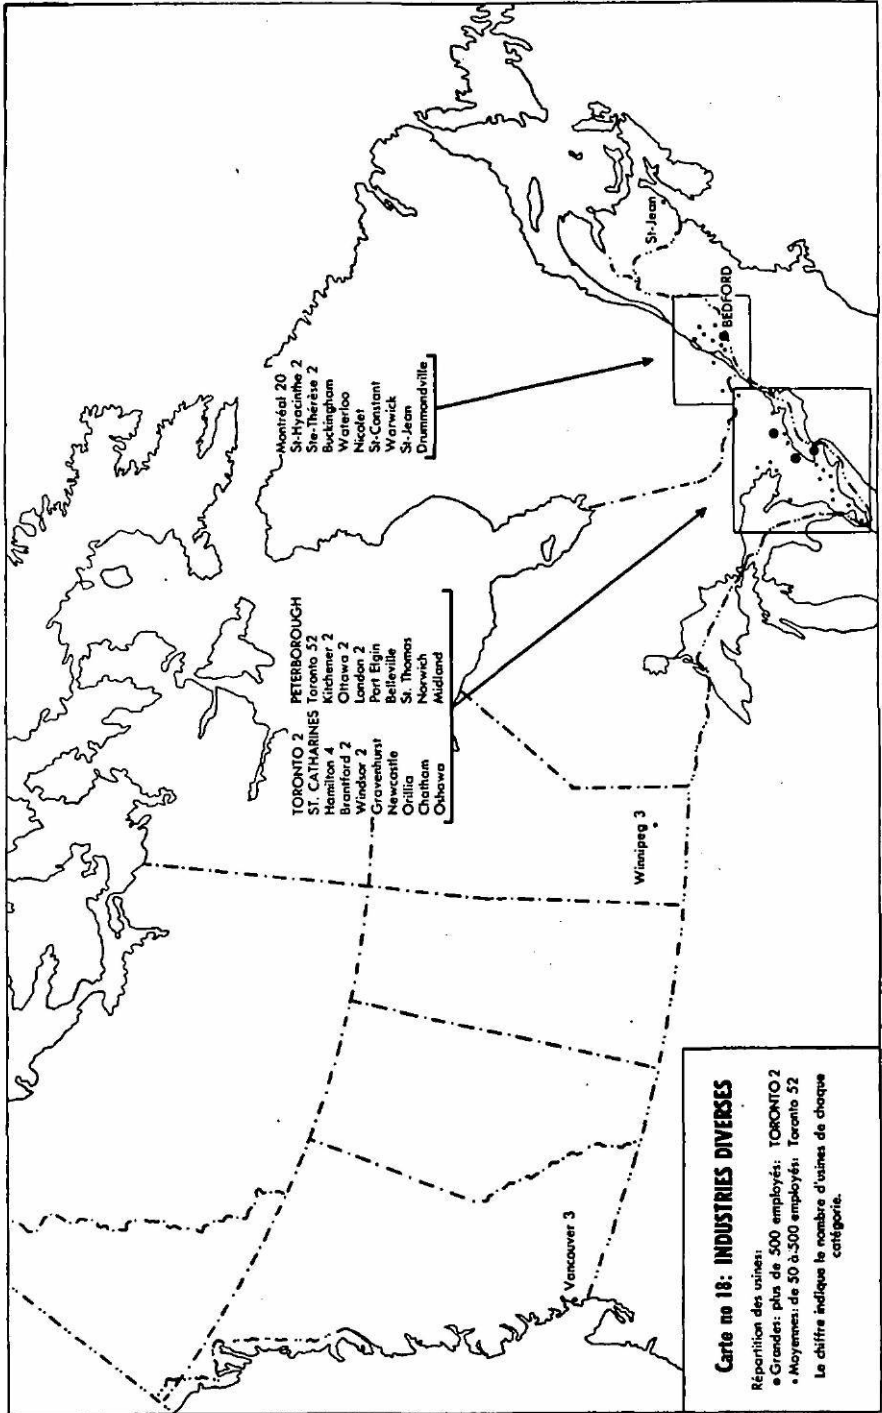 Montréal 20
St-Hyacinthe 2
Ste-Thérèse 2
Buckingham
Waterloo
Nicolet
St-Constant
Warwick
St-Jean
Drummondville
TORONTO 2
ST. CATHARINES
Hamilton 4
Brantford 2
Windsor 2
Gravenhurst
Newcastle
Orillia
Chatham
Oshawa
PETERBOROUGH
Toronto 52
Kitchener 2
Ottawa 2
London 2
Port Elgin
Belleville
St. Thomas
Norwich
Midland
St-Jean
BEDFORD
Winnipeg 3
Vancouver 3
Carte no 18: INDUSTRIES DIVERSES
Répartition des usines:
● Grandes: plus de 500 employés: TORONTO 2
• Moyennes: de 50 à 500 employés: Toronto 52
Le chiffre indique le nombre d'usines de chaque
catégorie.